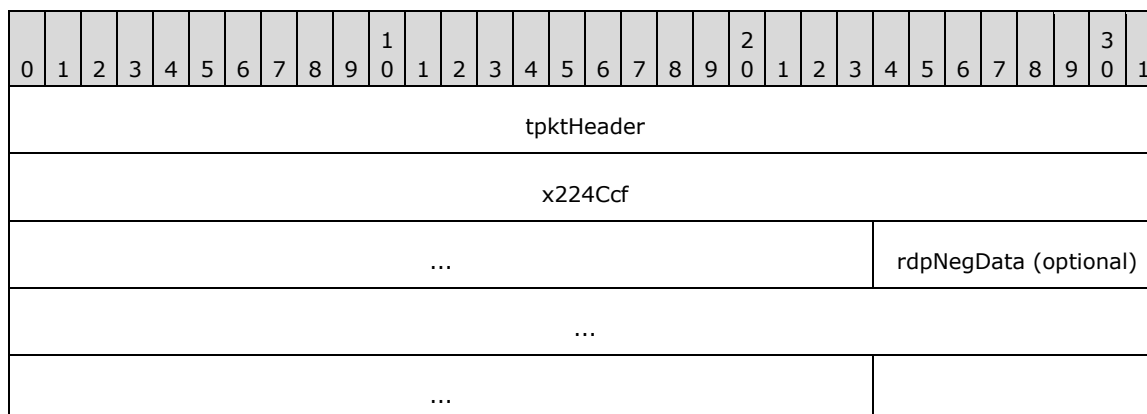 1 2 3
0 1 2 3 4 5 6 7 8 9 0 1 2 3 4 5 6 7 8 9 0 1 2 3 4 5 6 7 8 9 0 1
tpktHeader
x224Ccf
... rdpNegData (optional)
...
...